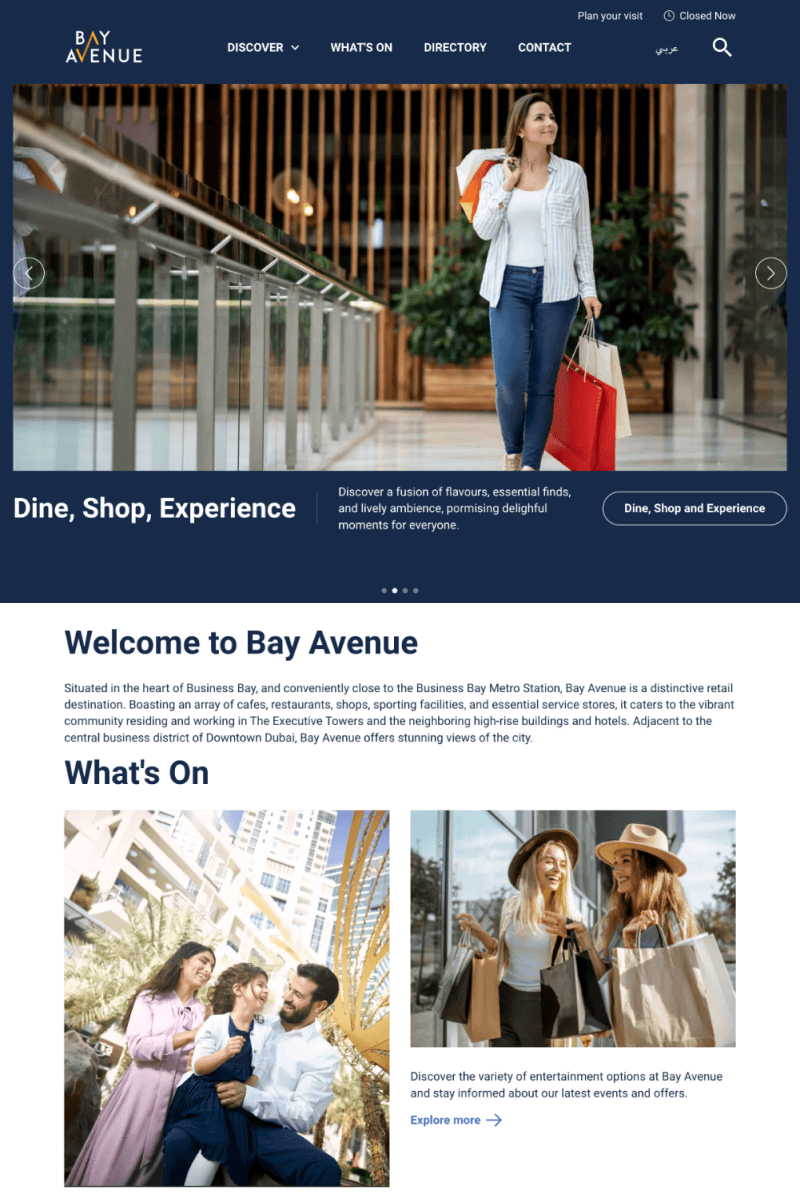 Plan your visit
Closed Now
BAY
AVENUE
DISCOVER
WHAT'S ON
DIRECTORY
CONTACT
عربي
Dine, Shop, Experience
Discover a fusion of flavours, essential finds,
and lively ambience, pormising delighful
moments for everyone.
Dine, Shop and Experience
Welcome to Bay Avenue
Situated in the heart of Business Bay, and conveniently close to the Business Bay Metro Station, Bay Avenue is a distinctive retail
destination. Boasting an array of cafes, restaurants, shops, sporting facilities, and essential service stores, it caters to the vibrant
community residing and working in The Executive Towers and the neighboring high-rise buildings and hotels. Adjacent to the
central business district of Downtown Dubai, Bay Avenue offers stunning views of the city.
What's On
Discover the variety of entertainment options at Bay Avenue
and stay informed about our latest events and offers.
Explore more